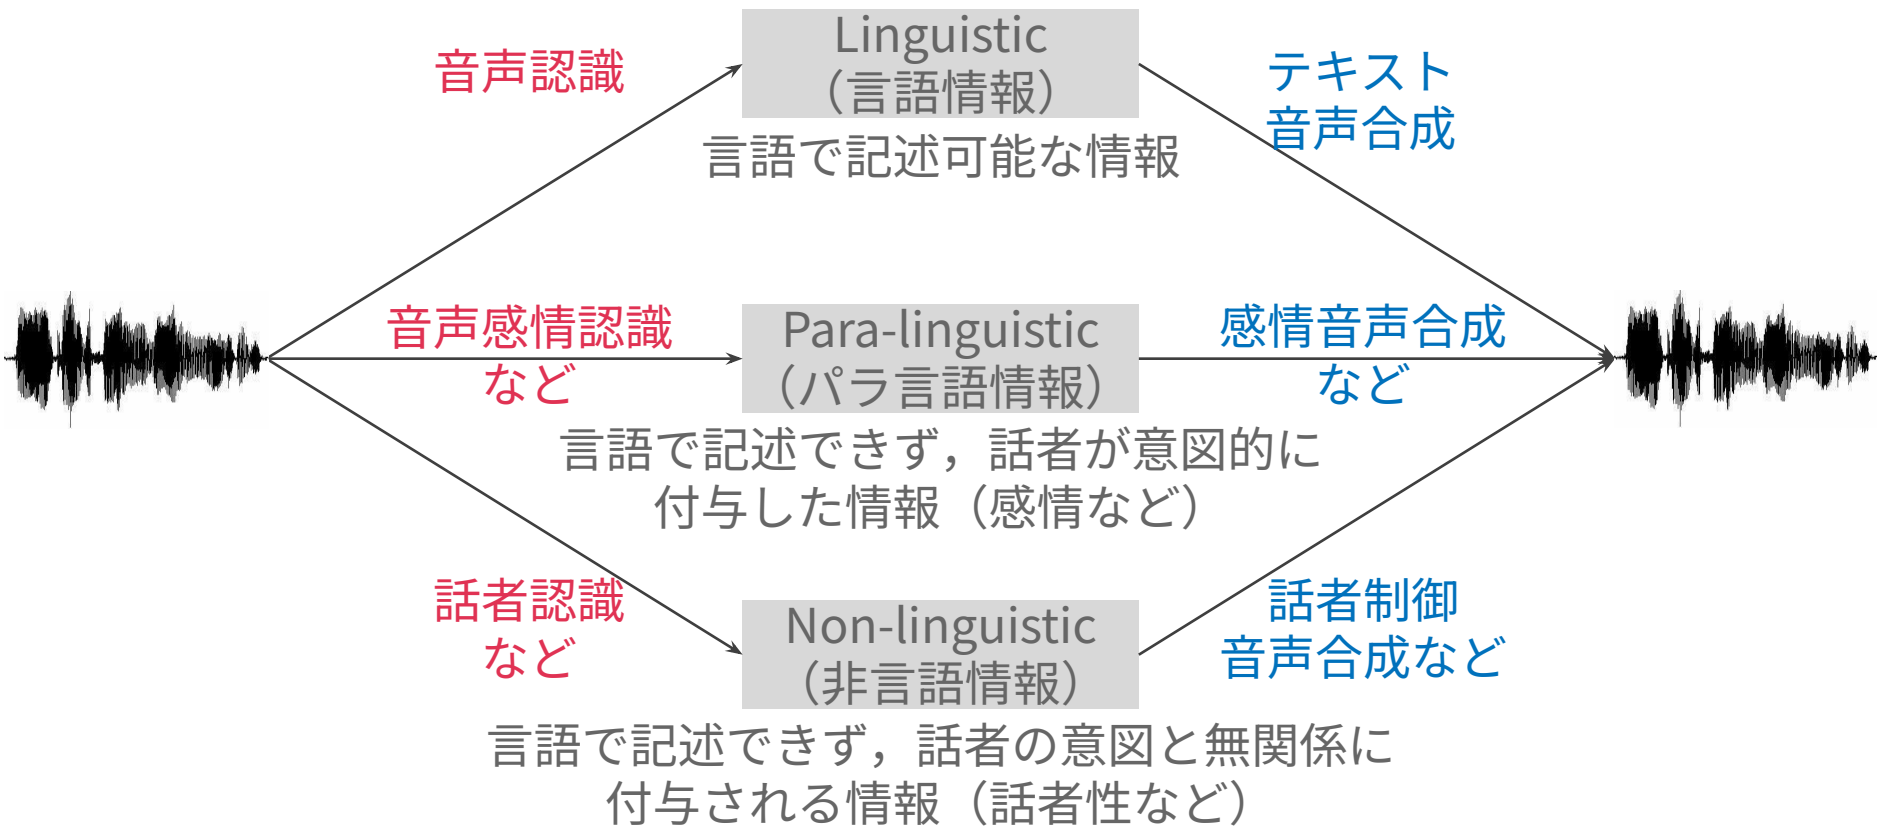 音声認識
Linguistic
（言語情報）
言語で記述可能な情報
テキスト
音声合成
音声感情認識
など
Para-linguistic
（パラ言語情報）
言語で記述できず，話者が意図的に
付与した情報（感情など）
感情音声合成
など
話者認識
など
Non-linguistic
（非言語情報）
言語で記述できず，話者の意図と無関係に
付与される情報（話者性など）
話者制御
音声合成など